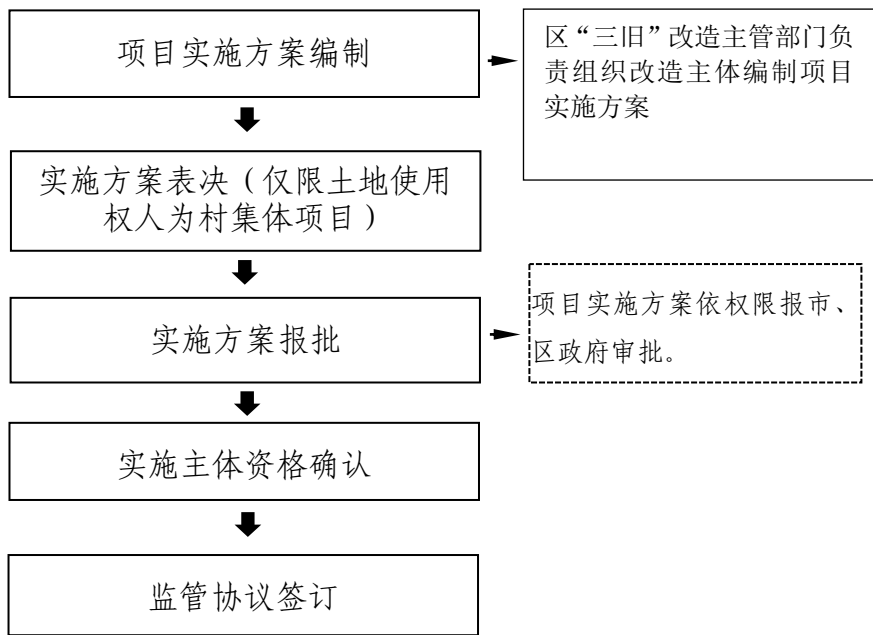 项目实施方案编制
区“三旧”改造主管部门负
责组织改造主体编制项目
实施方案
实施方案表决（仅限土地使用
权人为村集体项目）
实施方案报批
项目实施方案依权限报市、
区政府审批。
实施主体资格确认
监管协议签订